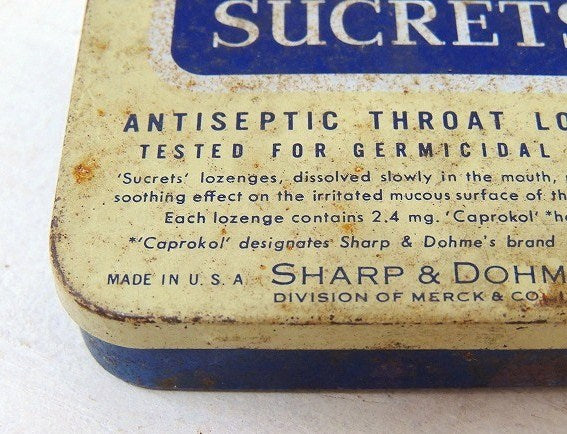 SUCRETS
ANTISEPTIC THROAT LO
TESTED FOR GERMICIDAL
'Sucrets' lozenges, dissolved slowly in the mouth,
soothing effect on the irritated mucous surface of th
Each lozenge contains 2.4 mg. 'Caprokol' *he
*'Caprokol' designates Sharp & Dohme's brand
MADE IN U. S. A. SHARP & DOHM
DIVISION OF MERCK & CO., I